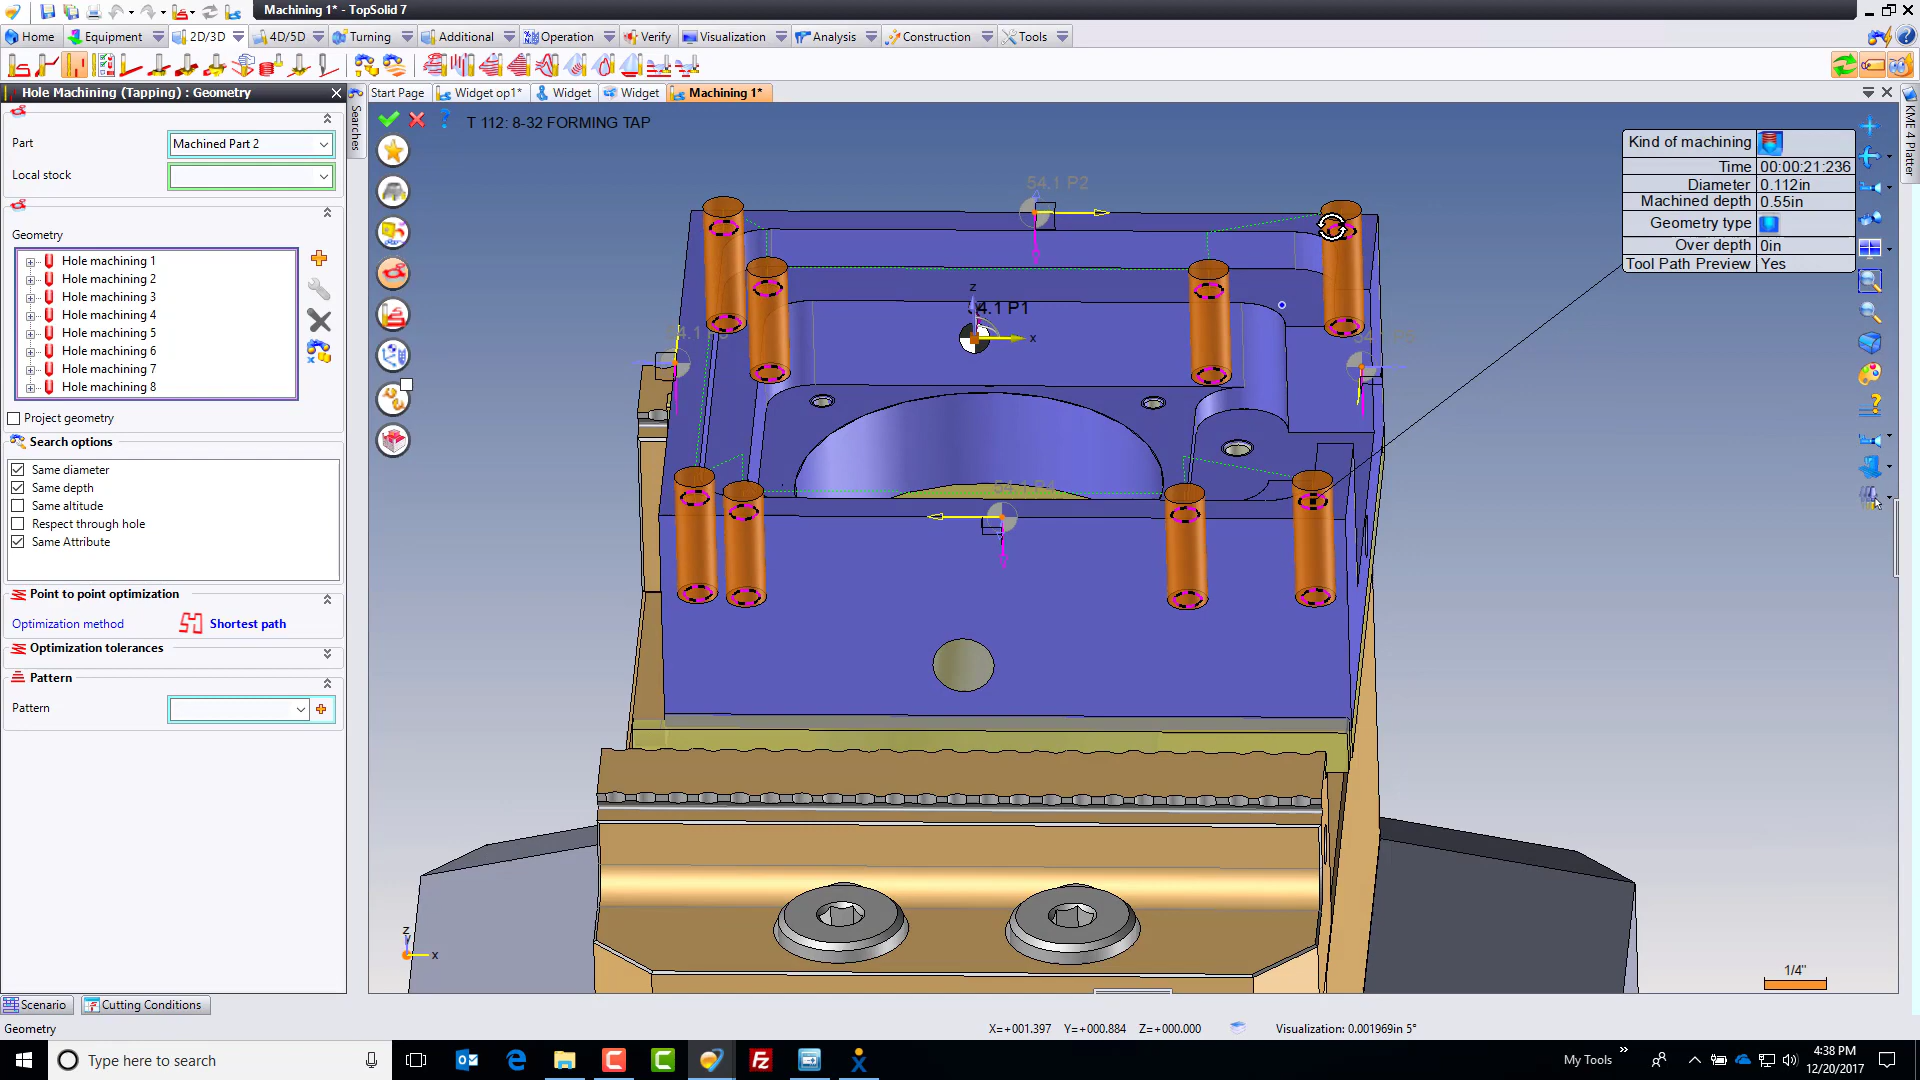 Machining 1* - TopSolid 7
Home
Equipment
2D/3D
4D/5D
Turning
Additional
Operation
Verify
Visualization
Analysis
Construction
Tools
Hole Machining (Tapping) : Geometry
Start Page
Widget op1*
Widget
Widget
Machining 1*
Searches
KME 4 Platter
T 112: 8-32 FORMING TAP
Part
Machined Part 2
Local stock
Geometry
Hole machining 1
Hole machining 2
Hole machining 3
Hole machining 4
Hole machining 5
Hole machining 6
Hole machining 7
Hole machining 8
Project geometry
Search options
Same diameter
Same depth
Same altitude
Respect through hole
Same Attribute
Point to point optimization
Optimization method
Shortest path
Optimization tolerances
Pattern
Pattern
Kind of machining
Time 00:00:21:236
Diameter 0.112in
Machined depth 0.55in
Geometry type
Over depth 0in
Tool Path Preview Yes
54.1 P2
z
54.1 P1
x
54.1 P4
z
x
1/4"
Scenario
Cutting Conditions
Geometry
X=+001.397 Y=+000.884 Z=+000.000
Visualization: 0.001969in 5°
Type here to search
My Tools
4:38 PM
12/20/2017